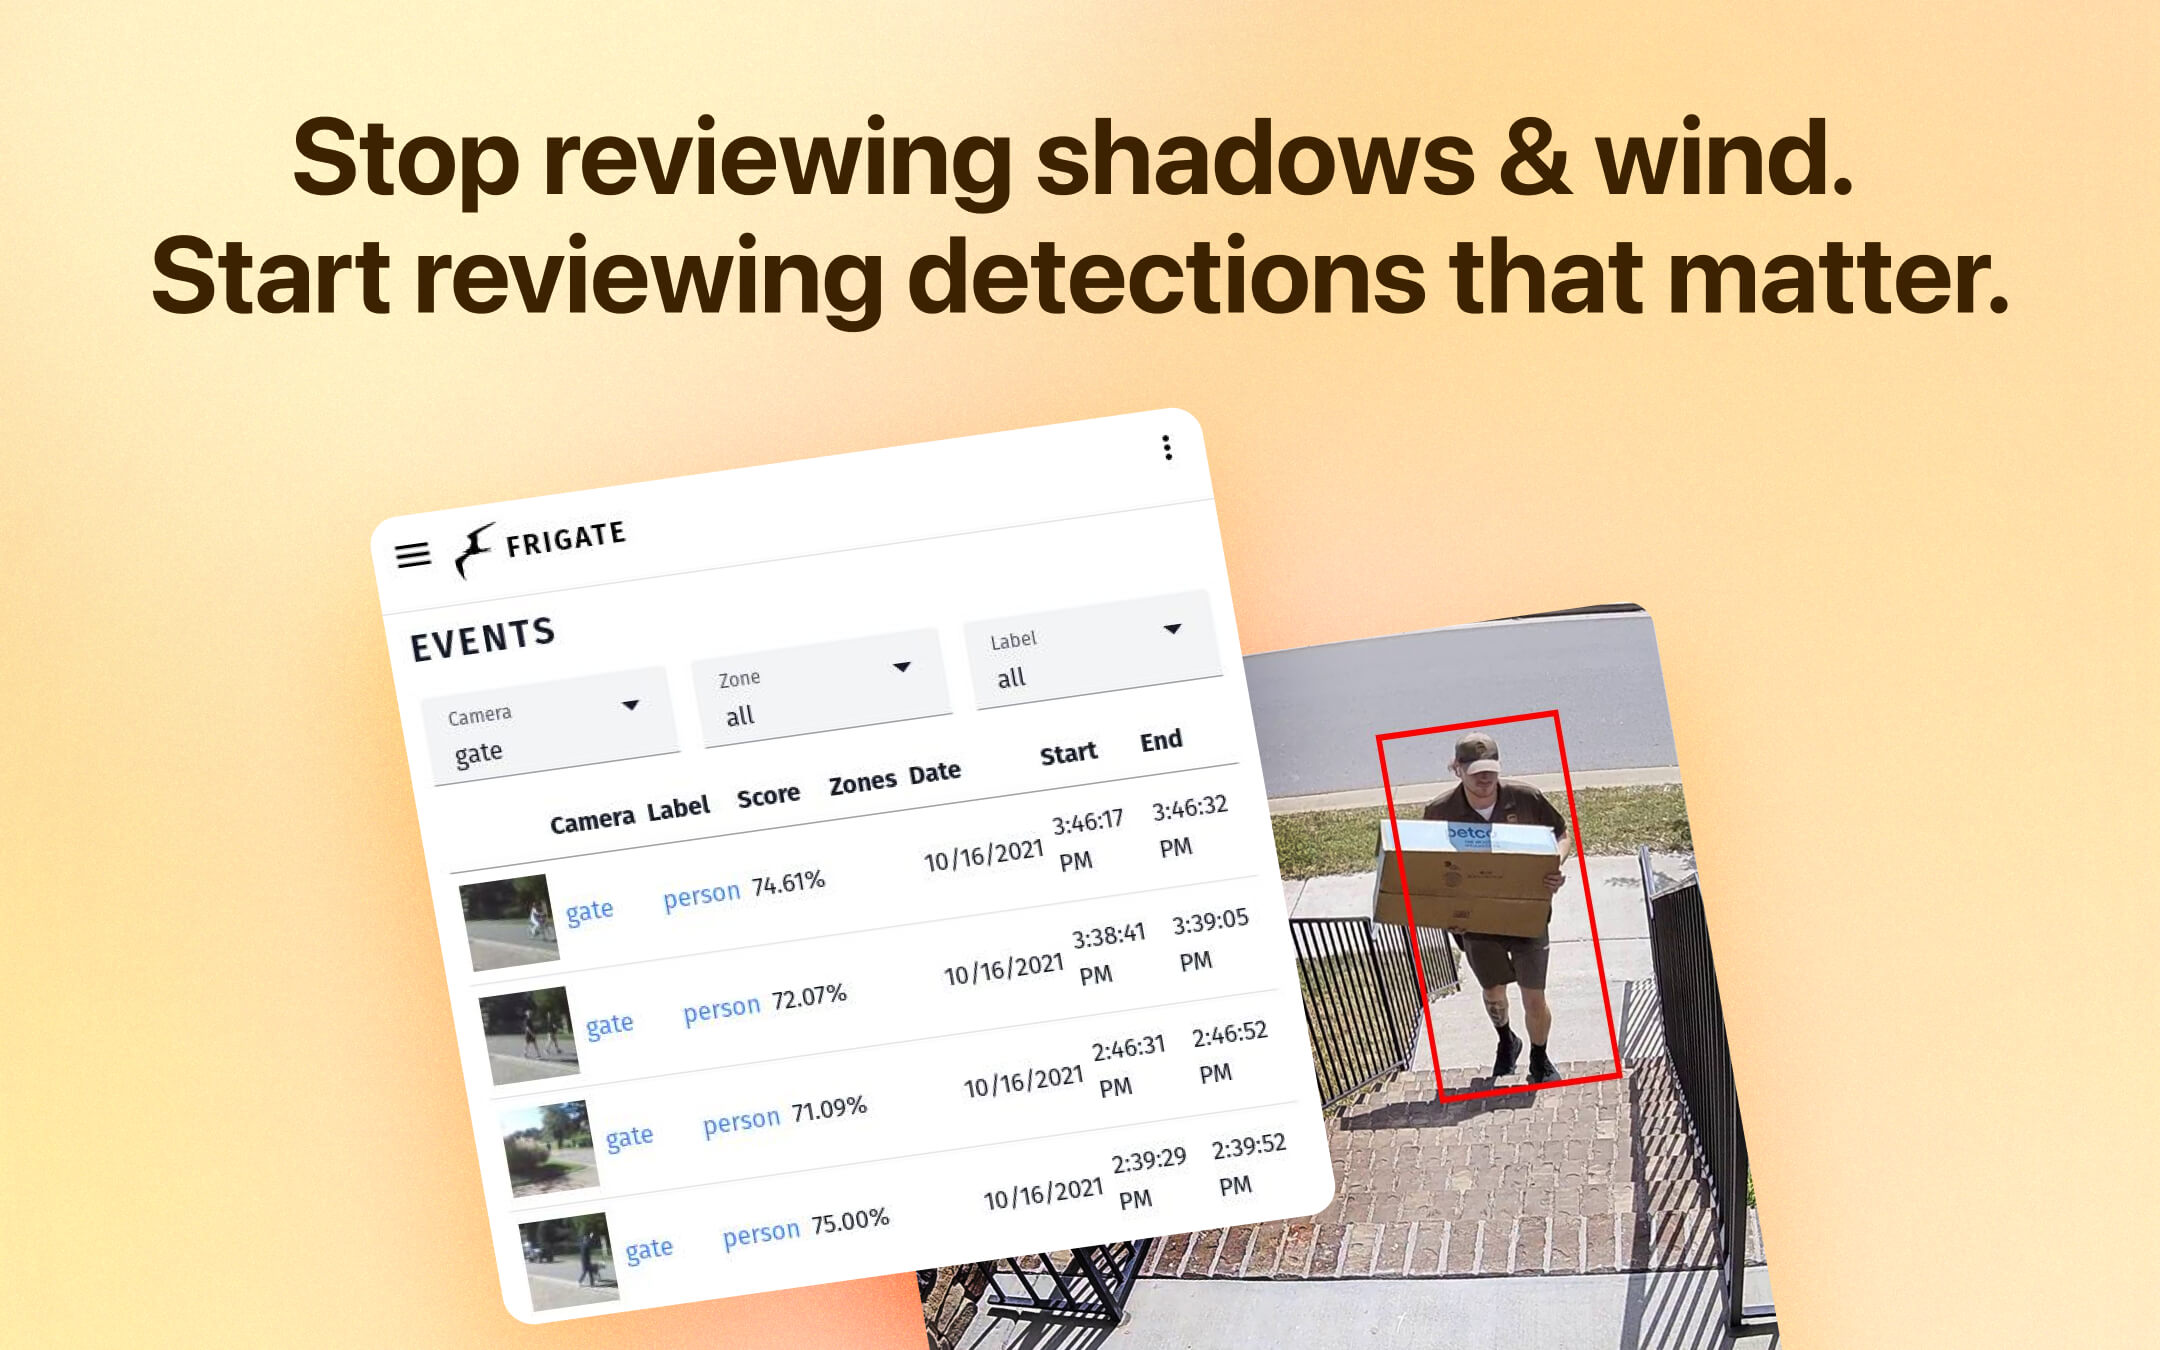 Stop reviewing shadows & wind.
Start reviewing detections that matter.
FRIGATE
EVENTS
Camera
gate
Zone
all
Label
all
Camera Label Score Zones Date Start End
gate person 74.61% 10/16/2021 3:46:17 PM 3:46:32 PM
gate person 72.07% 10/16/2021 3:38:41 PM 3:39:05 PM
gate person 71.09% 10/16/2021 2:46:31 PM 2:46:52 PM
gate person 75.00% 10/16/2021 2:39:29 PM 2:39:52 PM
petco